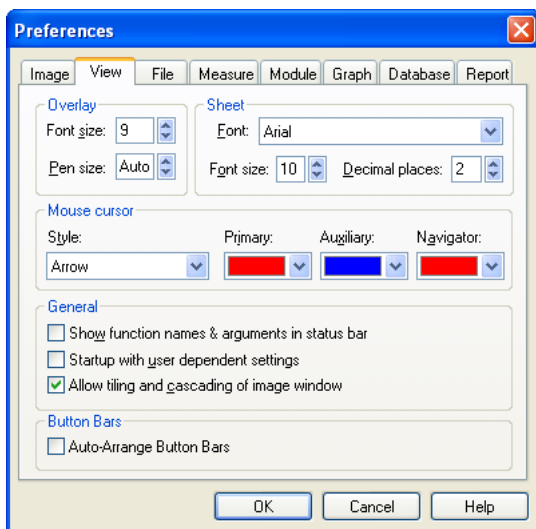 Preferences
Image View File Measure Module Graph Database Report
Overlay Sheet
Font size: 9 Font: Arial
Pen size: Auto Font size: 10 Decimal places: 2
Mouse cursor
Style: Primary: Auxiliary: Navigator:
Arrow
General
Show function names & arguments in status bar
Startup with user dependent settings
Allow tiling and cascading of image window
Button Bars
Auto-Arrange Button Bars
OK Cancel Help